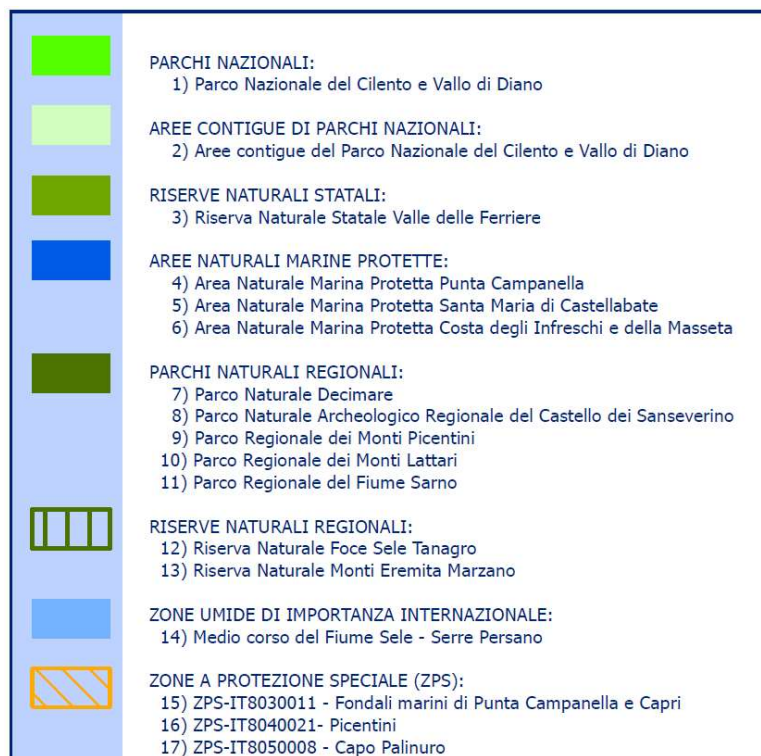 PARCHI NAZIONALI:
1) Parco Nazionale del Cilento e Vallo di Diano
AREE CONTIGUE DI PARCHI NAZIONALI:
2) Aree contigue del Parco Nazionale del Cilento e Vallo di Diano
RISERVE NATURALI STATALI:
3) Riserva Naturale Statale Valle delle Ferriere
AREE NATURALI MARINE PROTETTE:
4) Area Naturale Marina Protetta Punta Campanella
5) Area Naturale Marina Protetta Santa Maria di Castellabate
6) Area Naturale Marina Protetta Costa degli Infreschi e della Masseta
PARCHI NATURALI REGIONALI:
7) Parco Naturale Decimare
8) Parco Naturale Archeologico Regionale del Castello dei Sanseverino
9) Parco Regionale dei Monti Picentini
10) Parco Regionale dei Monti Lattari
11) Parco Regionale del Fiume Sarno
RISERVE NATURALI REGIONALI:
12) Riserva Naturale Foce Sele Tanagro
13) Riserva Naturale Monti Eremita Marzano
ZONE UMIDE DI IMPORTANZA INTERNAZIONALE:
14) Medio corso del Fiume Sele - Serre Persano
ZONE A PROTEZIONE SPECIALE (ZPS):
15) ZPS-IT8030011 - Fondali marini di Punta Campanella e Capri
16) ZPS-IT8040021- Picentini
17) ZPS-IT8050008 - Capo Palinuro